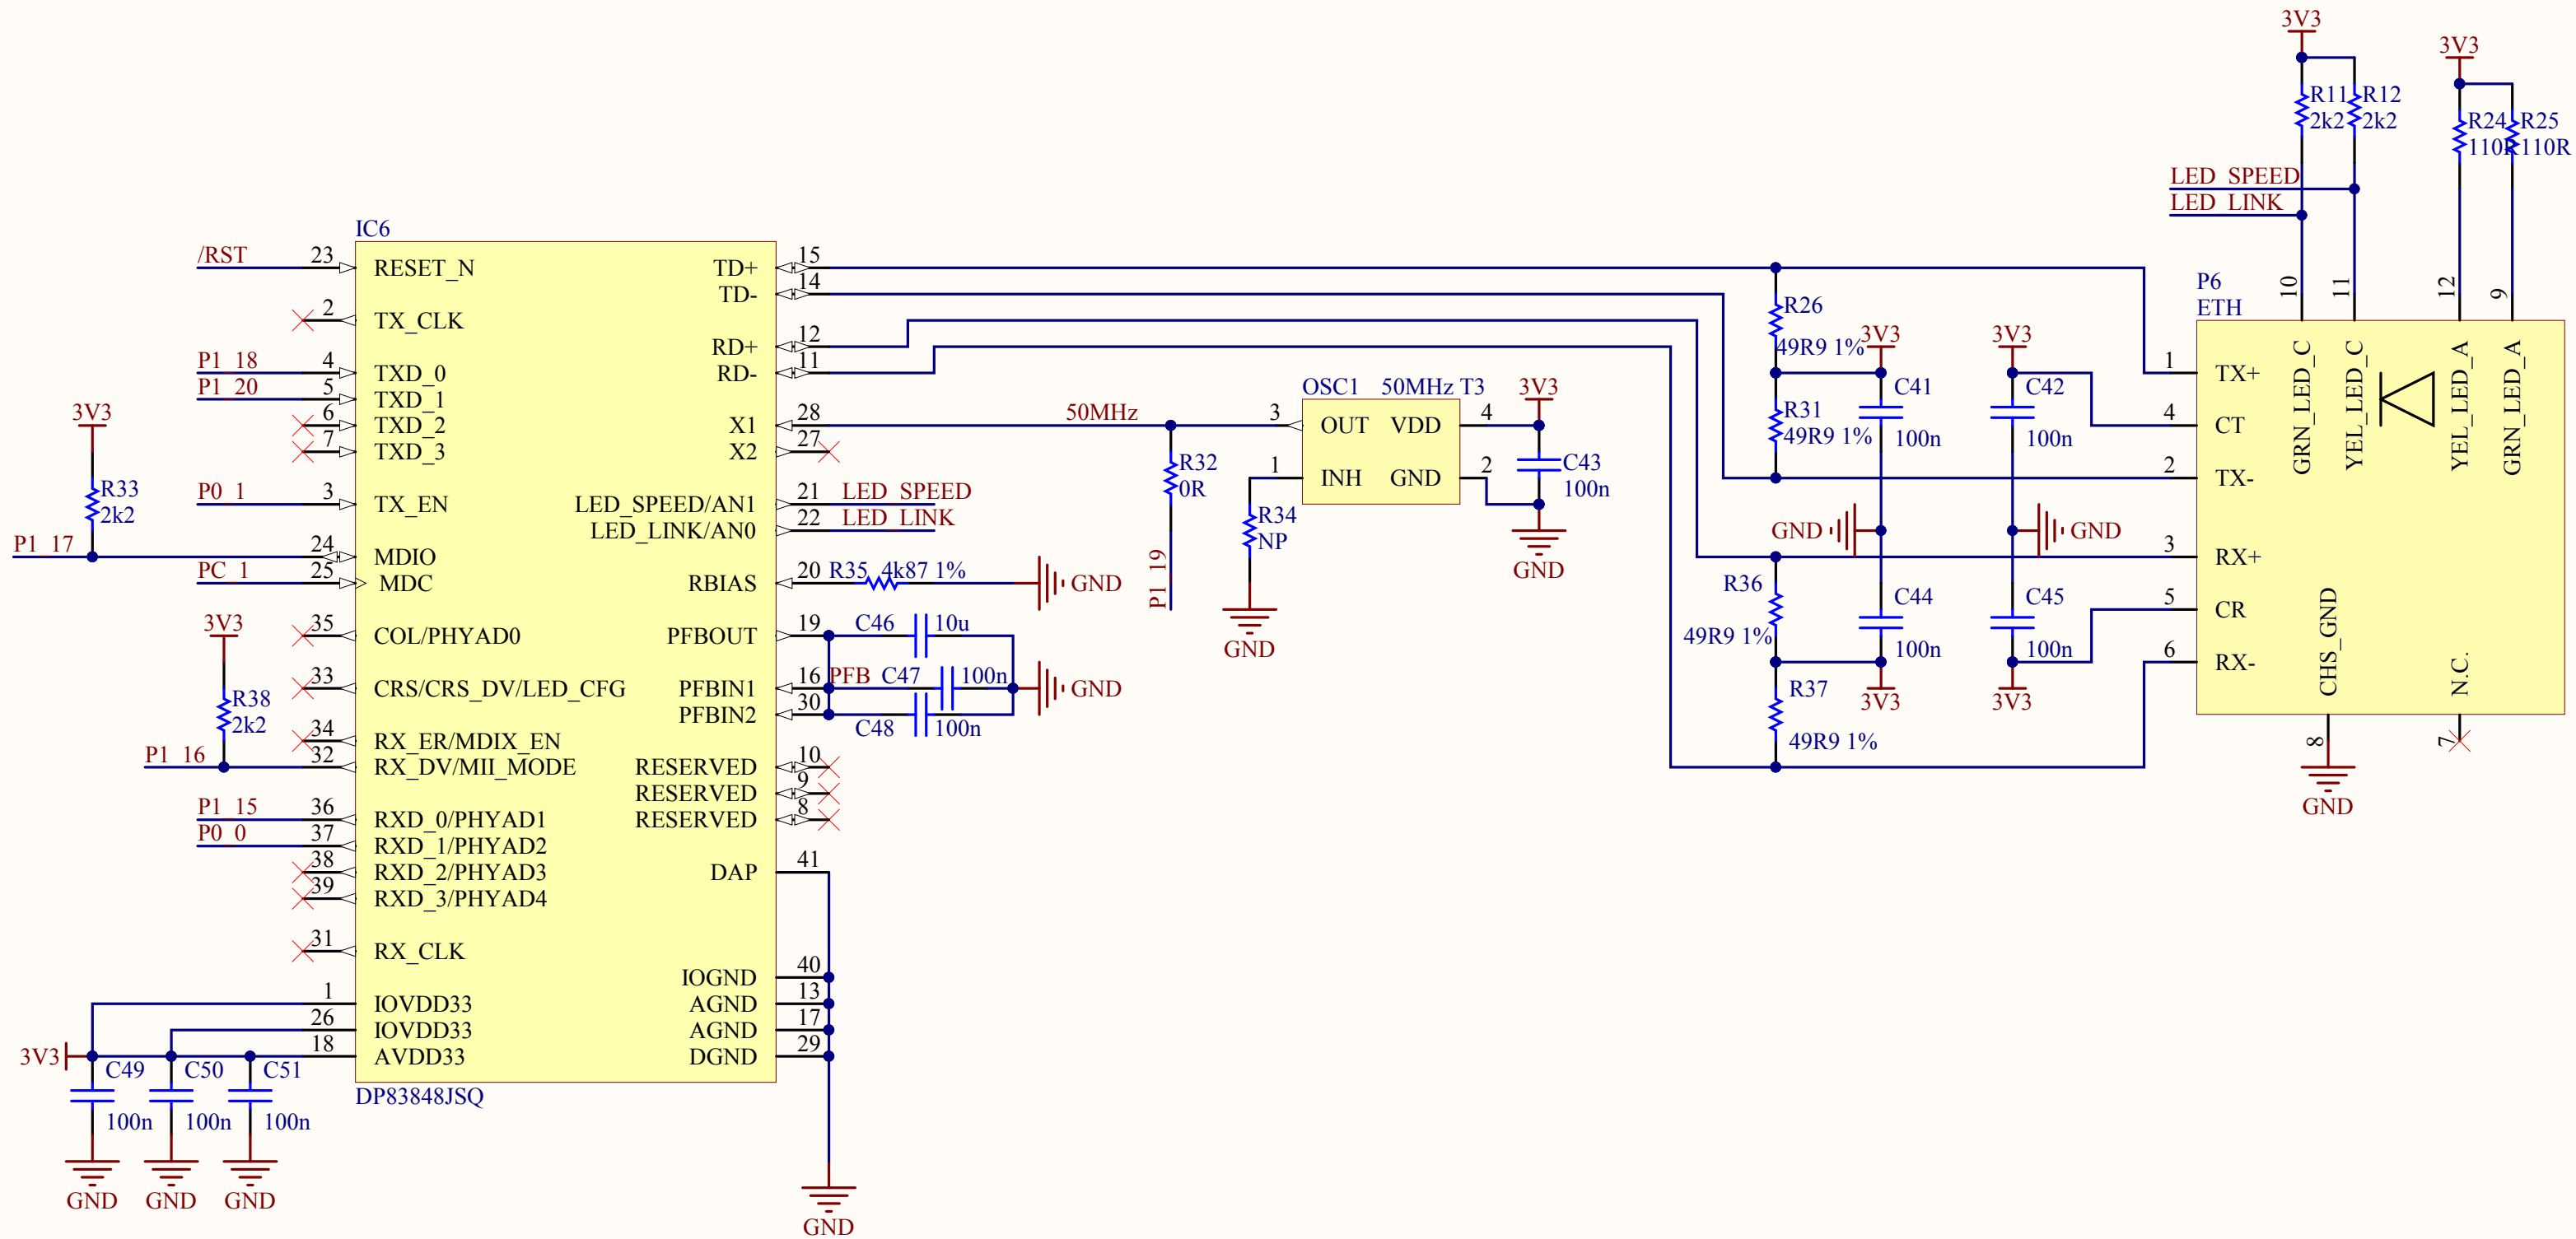 IC6
/RST 23 RESET_N
2 TX_CLK
P1_18 4 TXD_0
P1_20 5 TXD_1
6 TXD_2
7 TXD_3
3V3
R33
2k2
P0_1 3 TX_EN
P1_17 24 MDIO
PC_1 25 MDC
3V3
R38
2k2
35 COL/PHYAD0
33 CRS/CRS_DV/LED_CFG
34 RX_ER/MDIX_EN
P1_16 32 RX_DV/MII_MODE
P1_15 36 RXD_0/PHYAD1
P0_0 37 RXD_1/PHYAD2
38 RXD_2/PHYAD3
39 RXD_3/PHYAD4
31 RX_CLK
1 IOVDD33
26 IOVDD33
3V3 18 AVDD33
C49 C50 C51
100n 100n 100n
GND GND GND
DP83848JSQ
TD+ 15
TD- 14
RD+ 12
RD- 11
X1 28 50MHz
X2 27
LED_SPEED/AN1 21 LED_SPEED
LED_LINK/AN0 22 LED_LINK
RBIAS 20 R35 4k87 1% GND
PFBOUT 19 C46 10u
PFBIN1 16 PFB C47 100n GND
PFBIN2 30 C48 100n
RESERVED 10
RESERVED 9
RESERVED 8
DAP 41
IOGND 40
AGND 13
AGND 17
DGND 29
GND
R32
0R
P1_19
OSC1 50MHz T3
3 OUT VDD 4
1 INH GND 2
R34
NP
GND
3V3
C43
100n
GND
R26
49R9 1%
R31
49R9 1%
3V3
C41
100n
3V3
C42
100n
GND
GND
R36
49R9 1%
R37
49R9 1%
C44
100n
3V3
C45
100n
3V3
3V3
R11 R12
2k2 2k2
3V3
R24 R25
110R 110R
LED_SPEED
LED_LINK
P6
ETH
10 GRN_LED_C
11 YEL_LED_C
12 YEL_LED_A
9 GRN_LED_A
1 TX+
4 CT
2 TX-
3 RX+
5 CR
6 RX-
CHS_GND 8
N.C. 7
GND